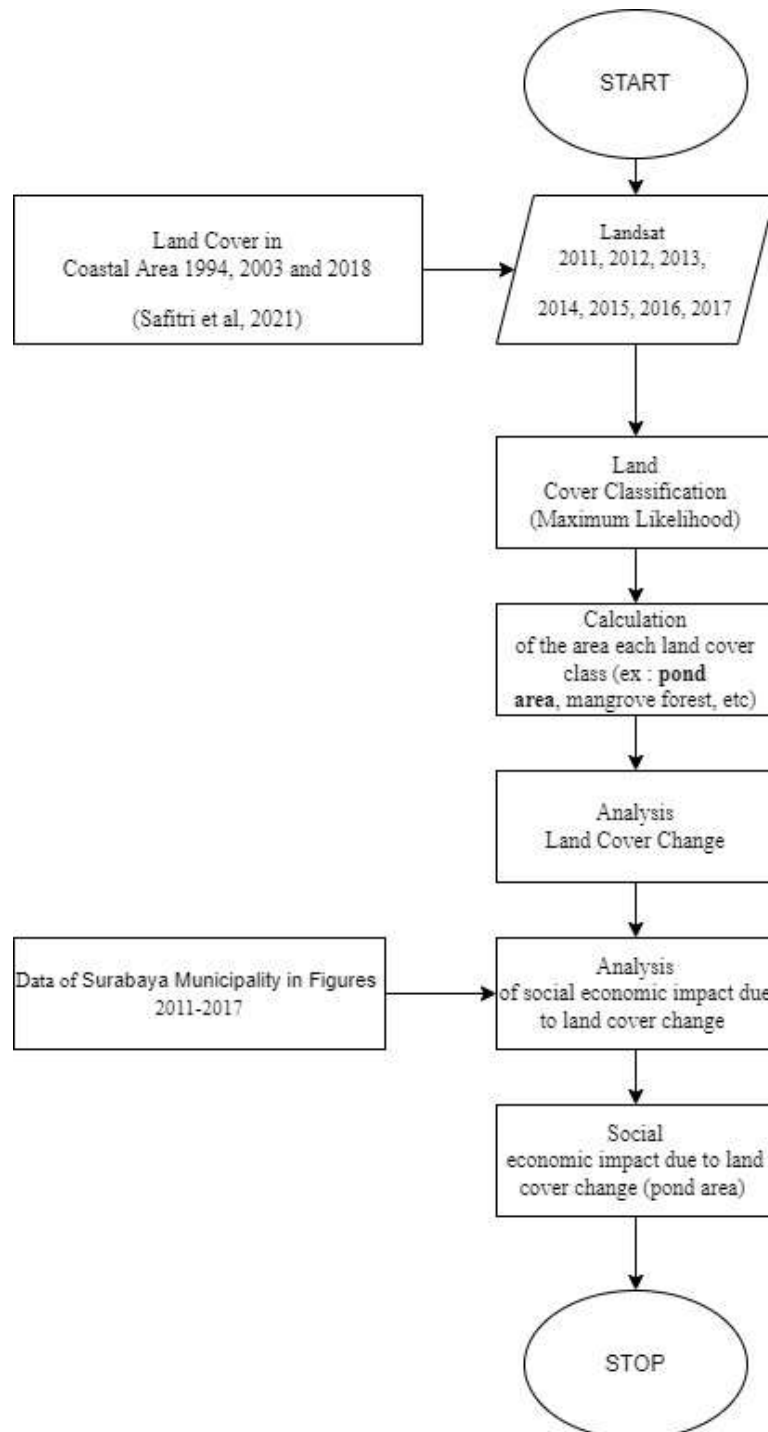 START
Land Cover in
Coastal Area 1994, 2003 and 2018
(Safitri et al, 2021)
Landsat
2011, 2012, 2013,
2014, 2015, 2016, 2017
Land
Cover Classification
(Maximum Likelihood)
Calculation
of the area each land cover
class (ex : pond
area, mangrove forest, etc)
Analysis
Land Cover Change
Data of Surabaya Municipality in Figures
2011-2017
Analysis
of social economic impact due
to land cover change
Social
economic impact due to land
cover change (pond area)
STOP